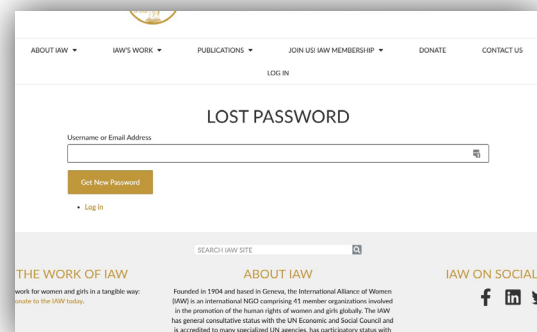 ABOUT IAW IAW'S WORK PUBLICATIONS JOIN US! IAW MEMBERSHIP DONATE CONTACT US
LOG IN
LOST PASSWORD
Username or Email Address
Get New Password
Log in
SEARCH IAW SITE
THE WORK OF IAW
work for women and girls in a tangible way:
onate to the IAW today.
ABOUT IAW
Founded in 1904 and based in Geneva, the International Alliance of Women
(IAW) is an international NGO comprising 41 member organizations involved
in the promotion of the human rights of women and girls globally. The IAW
has general consultative status with the UN Economic and Social Council and
is accredited to many specialized UN agencies, has participatory status with
IAW ON SOCIAL